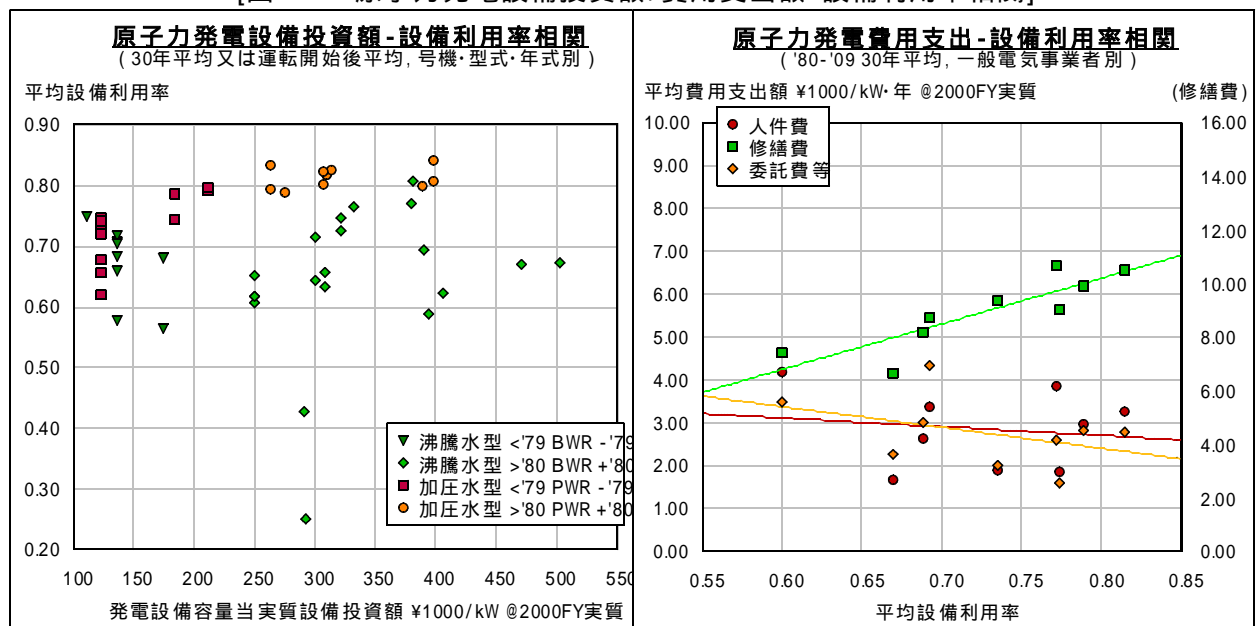 原子力発電設備投資額-設備利用率相関
(30年平均又は運転開始後平均, 号機・型式・年式別)
平均設備利用率
0.90
0.80
0.70
0.60
0.50
0.40
0.30
0.20
沸騰水型 <'79 BWR -'79
沸騰水型 >'80 BWR +'80
加圧水型 <'79 PWR -'79
加圧水型 >'80 PWR +'80
100 150 200 250 300 350 400 450 500 550
発電設備容量当実質設備投資額 ¥1000/kW @2000FY実質
原子力発電費用支出-設備利用率相関
('80-'09 30年平均, 一般電気事業者別)
平均費用支出額 ¥1000/kW・年 @2000FY実質 (修繕費)
人件費
修繕費
委託費等
10.00 16.00
9.00 14.00
8.00 12.00
7.00 10.00
6.00 8.00
5.00 6.00
4.00 4.00
3.00 2.00
2.00 0.00
1.00
0.00
0.55 0.60 0.65 0.70 0.75 0.80 0.85
平均設備利用率